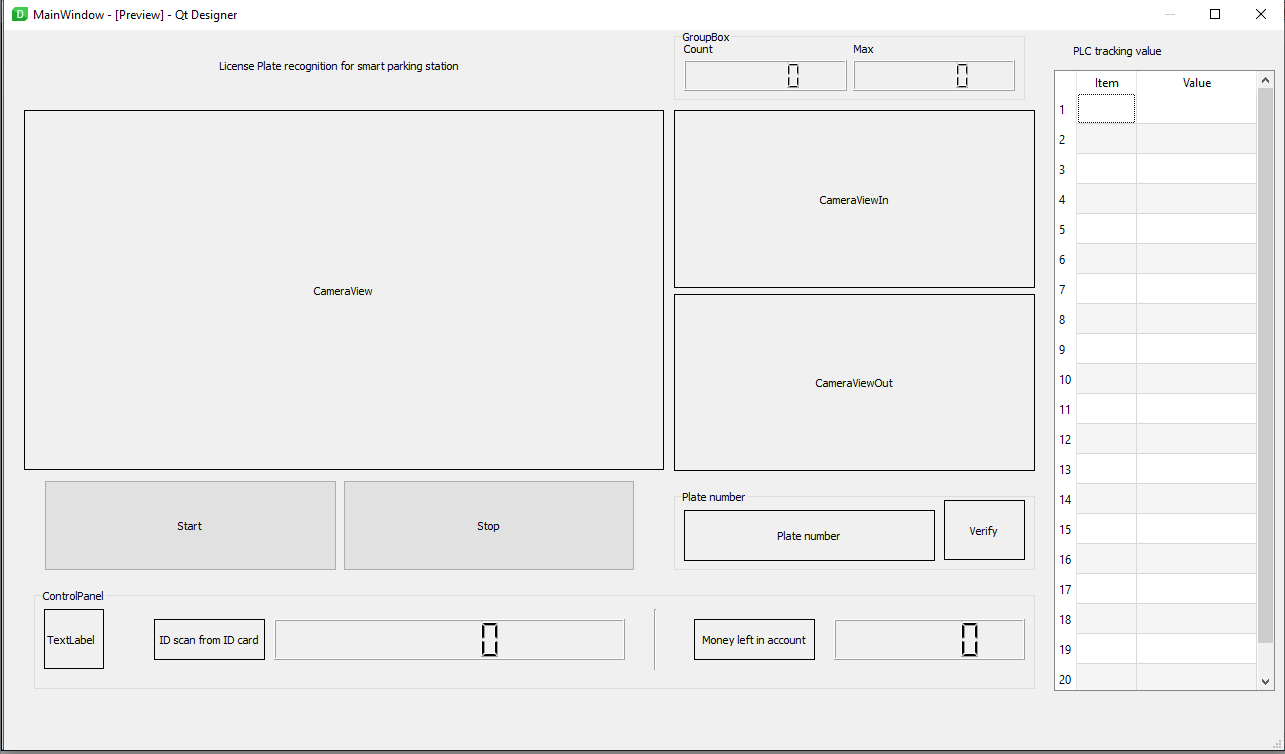 MainWindow - [Preview] - Qt Designer
License Plate recognition for smart parking station
GroupBox
Count
Max
0
0
PLC tracking value
Item Value
1
2
3
4
5
6
7
8
9
10
11
12
13
14
15
16
17
18
19
20
CameraView
CameraViewIn
CameraViewOut
Start
Stop
Plate number
Plate number
Verify
ControlPanel
TextLabel
ID scan from ID card
0
Money left in account
0